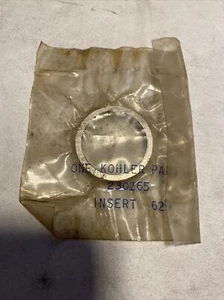 ONE KOHLER PA
230265
INSERT 62